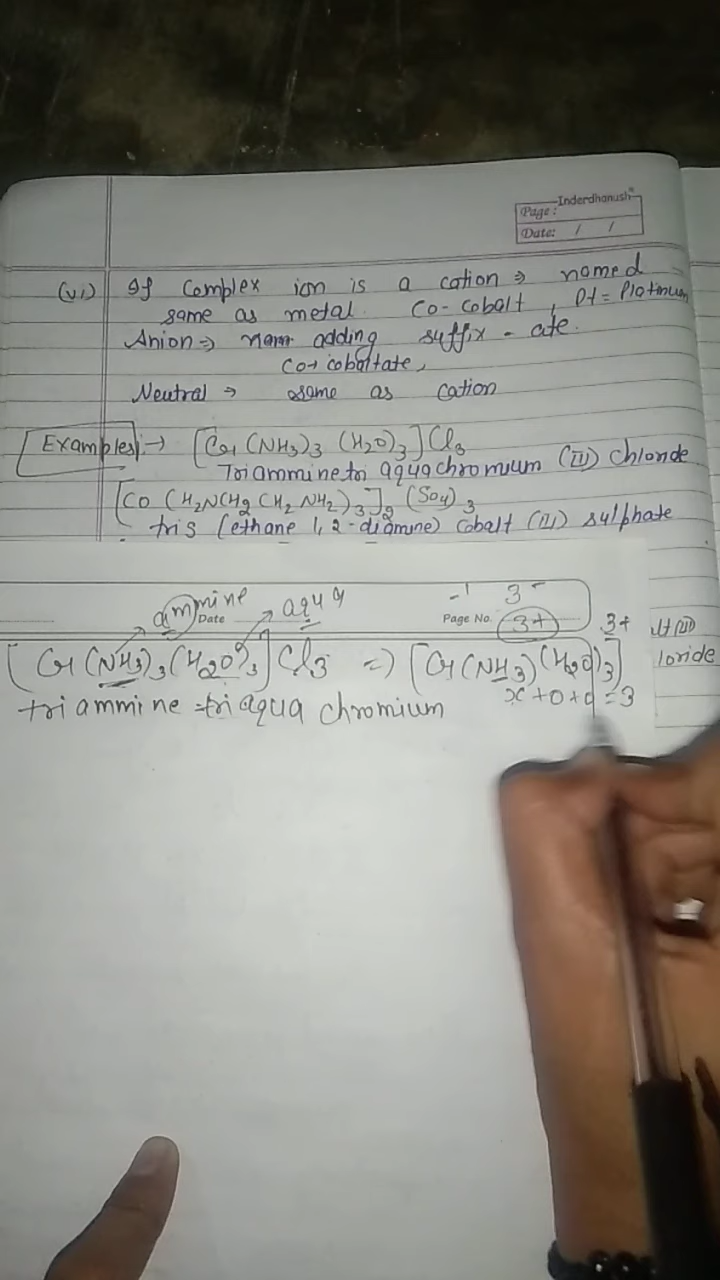 Inderdhanush
Page :
Date: / /
(vi) If Complex ion is a cation ⇒ named
same as metal. Co - cobalt, Pt = Platinum
Anion ⇒ adding suffix - ate.
Co → cobaltate,
Neutral → same as cation
Examples :→ [Cr (NH3)3 (H2O)3] Cl3
Triamminetriaquachromium (III) Chloride
[CO (H2NCH2 CH2 NH2)3]2 (SO4)3
tris (ethane 1,2-diamine) cobalt (III) sulphate
ammine aqua -1 3-
Date Page No. 3+ 3+
[Cr (NH3)3 (H2O)3] Cl3 ⇒ [Cr (NH3) (H2O)3] loride
triammine triaqua chromium x+0+0=3